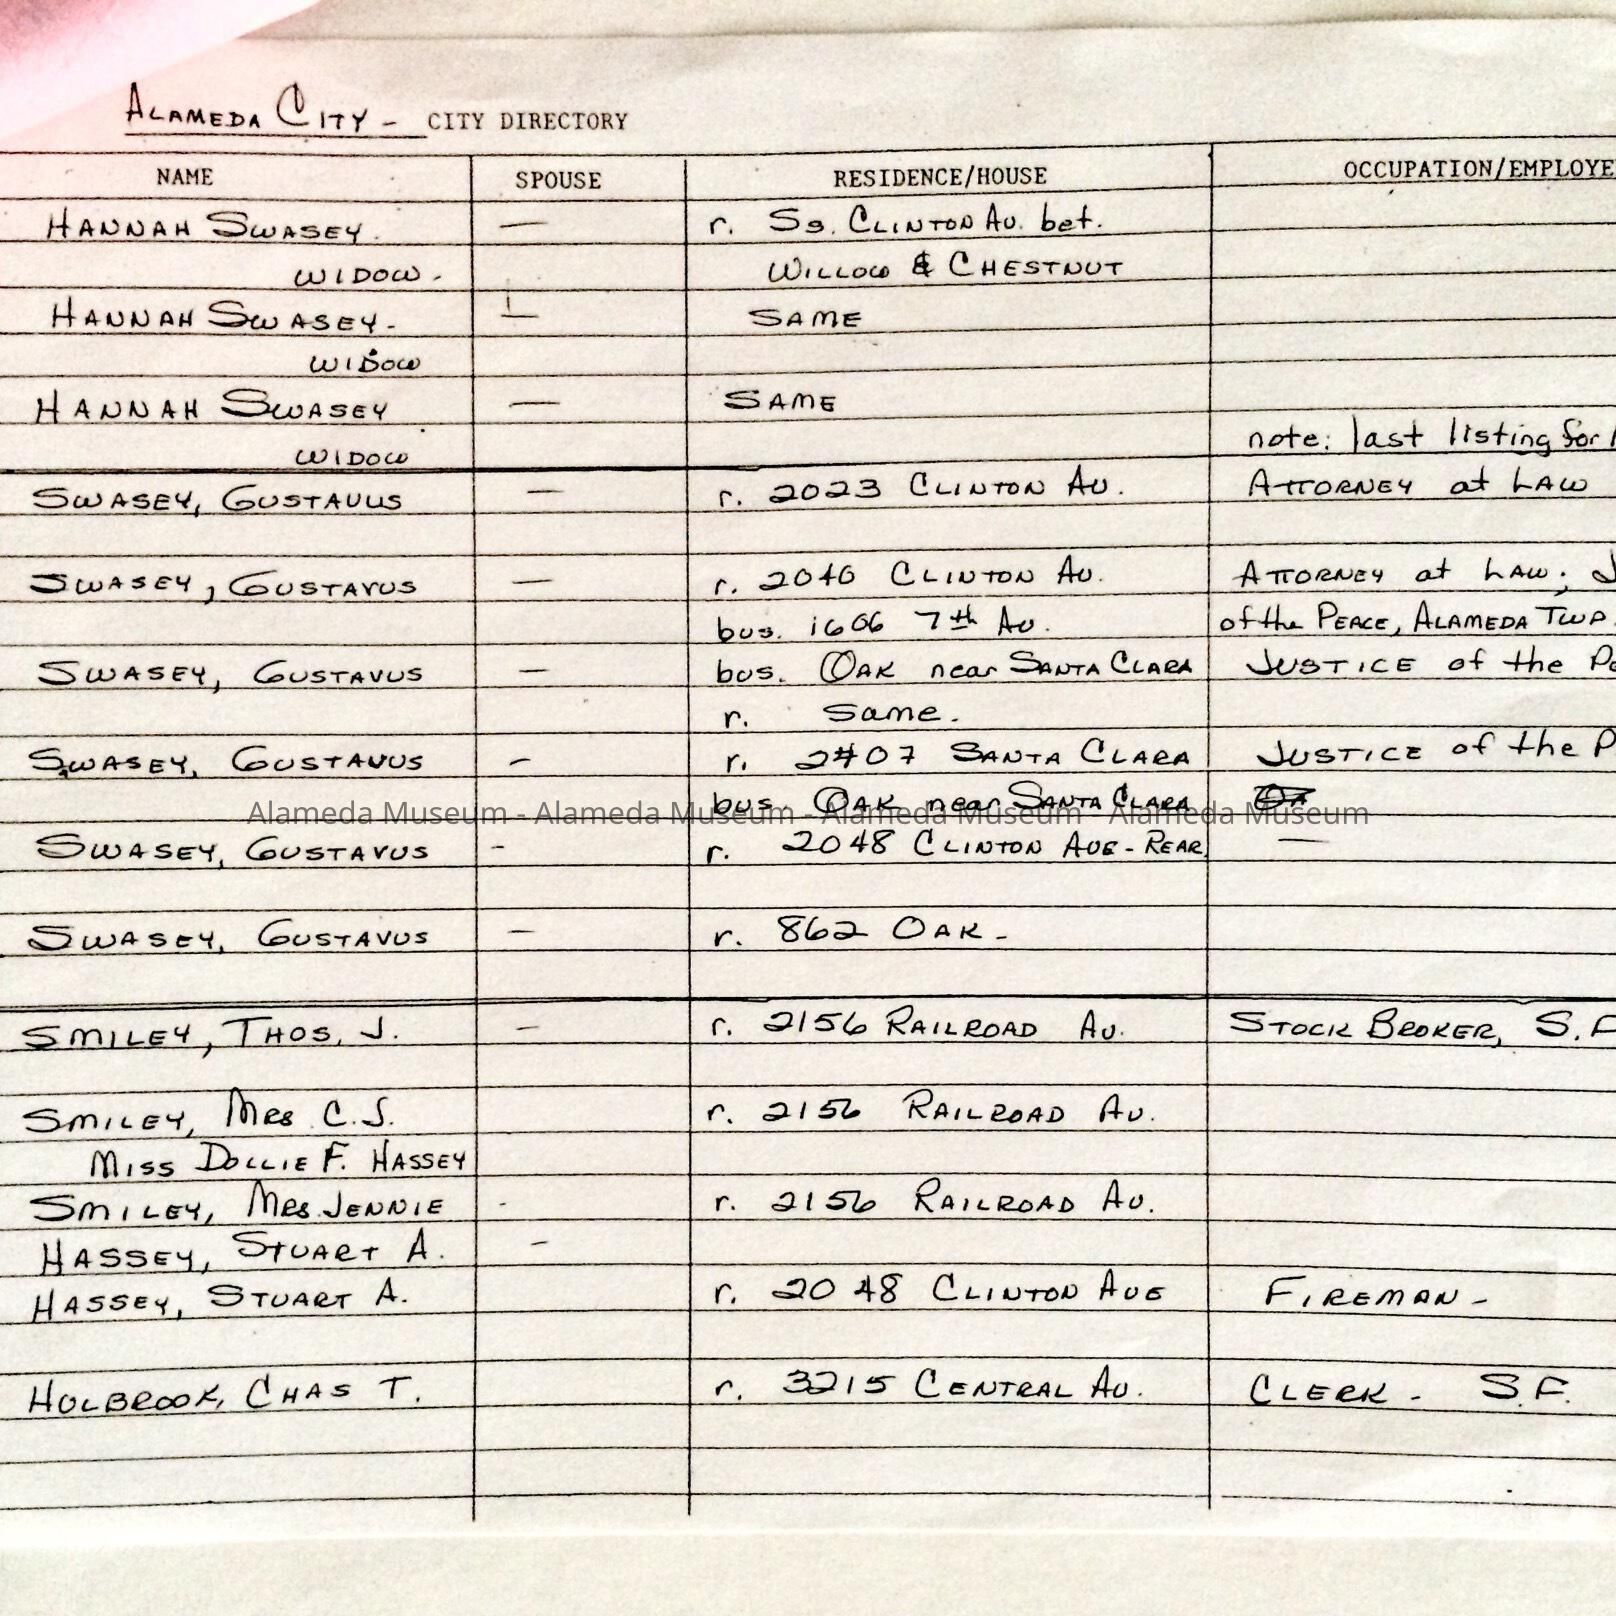 ALAMEDA CITY - CITY DIRECTORY
NAME SPOUSE RESIDENCE/HOUSE OCCUPATION/EMPLOYE
HANNAH SWASEY. — r. Ss. CLINTON AV. bet.
WIDOW. WILLOW & CHESTNUT
HANNAH SWASEY. — SAME
WIDOW
HANNAH SWASEY — SAME
WIDOW note: last listing for
SWASEY, GUSTAVUS — r. 2023 CLINTON AV. ATTORNEY at LAW
SWASEY, GUSTAVUS — r. 2040 CLINTON AV. ATTORNEY at LAW; J
bus. 1606 7th AV. of the PEACE, ALAMEDA TWP.
SWASEY, GUSTAVUS — bus. OAK near SANTA CLARA JUSTICE of the Pe
r. Same.
SWASEY, GUSTAVUS - r. 2407 SANTA CLARA JUSTICE of the P
bus. OAK near SANTA CLARA
Alameda Museum - Alameda Museum - Alameda Museum - Alameda Museum
SWASEY, GUSTAVUS - r. 2048 CLINTON AVE - REAR —
SWASEY, GUSTAVUS — r. 862 OAK -
SMILEY, THOS. J. — r. 2156 RAILROAD AV. STOCK BROKER, S.F
SMILEY, MRS C.J. r. 2156 RAILROAD AV.
MISS DOLLIE F. HASSEY
SMILEY, MRS. JENNIE - r. 2156 RAILROAD AV.
HASSEY, STUART A. -
HASSEY, STUART A. r. 2048 CLINTON AVE FIREMAN -
HOLBROOK, CHAS T. r. 3215 CENTRAL AV. CLERK - S.F.